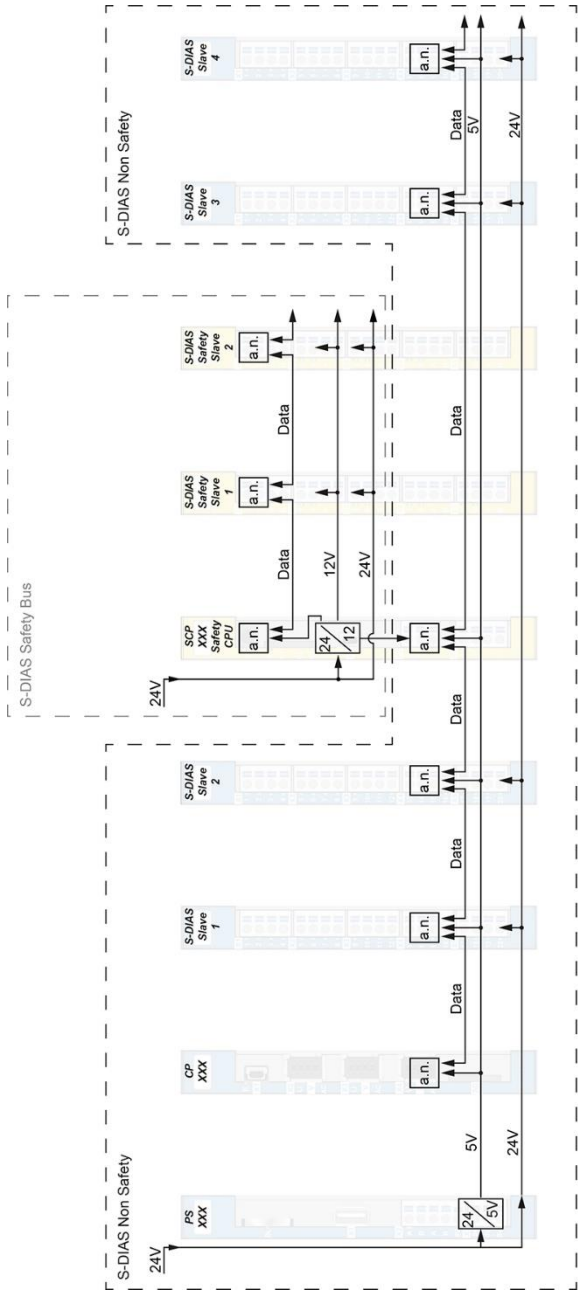 S-DIAS Non Safety
24V
PS
XXX
24
5V
5V
24V
CP
XXX
a.n.
Data
S-DIAS
Slave
1
a.n.
Data
S-DIAS
Slave
2
a.n.
Data
S-DIAS Safety Bus
24V
SCP
XXX
Safety
CPU
a.n.
24
12
a.n.
Data
12V
24V
S-DIAS
Safety
Slave
1
a.n.
Data
Data
S-DIAS
Safety
Slave
2
a.n.
S-DIAS Non Safety
S-DIAS
Slave
3
a.n.
Data
5V
24V
S-DIAS
Slave
4
a.n.